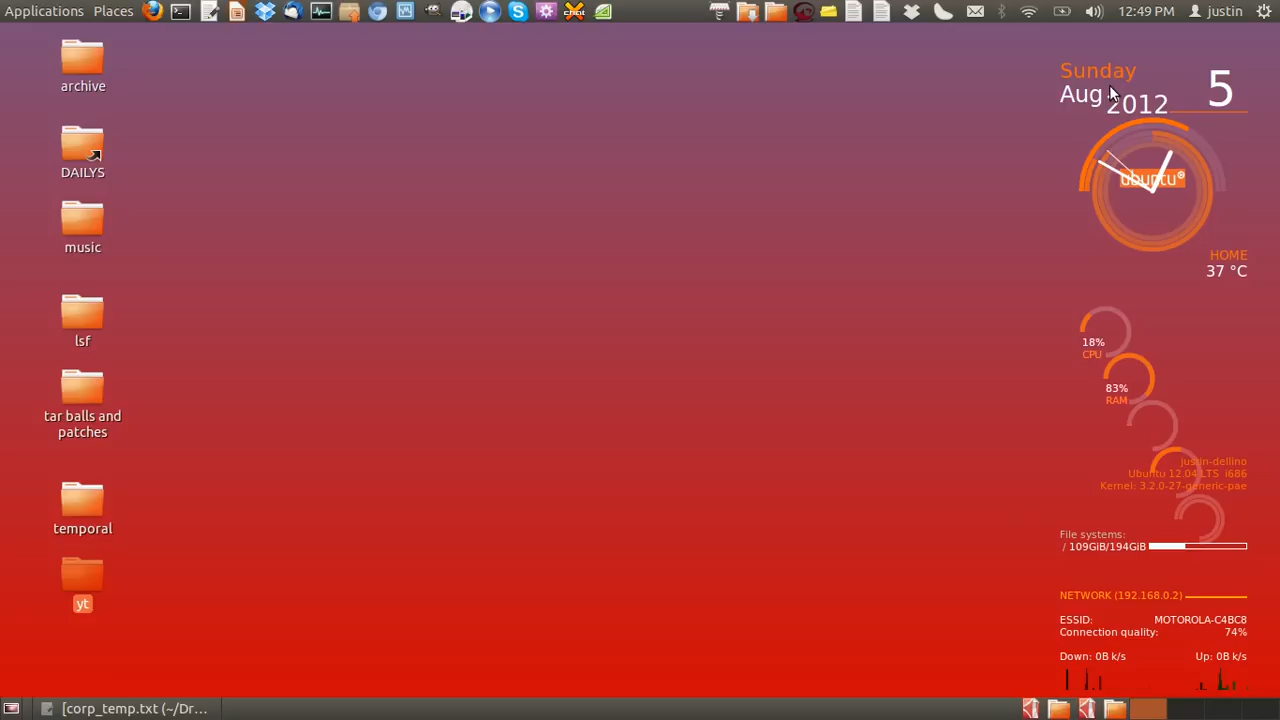 Applications Places
12:49 PM justin
archive
DAILYS
music
lsf
tar balls and
patches
temporal
yt
Sunday
Aug 2012 5
ubuntu®
HOME
37 °C
18%
CPU
83%
RAM
justin-dellino
Ubuntu 12.04 LTS i686
Kernel: 3.2.0-27-generic-pae
File systems:
/ 109GiB/194GiB
NETWORK (192.168.0.2)
ESSID: MOTOROLA-C4BC8
Connection quality: 74%
Down: 0B k/s Up: 0B k/s
[corp_temp.txt (~/Dr...